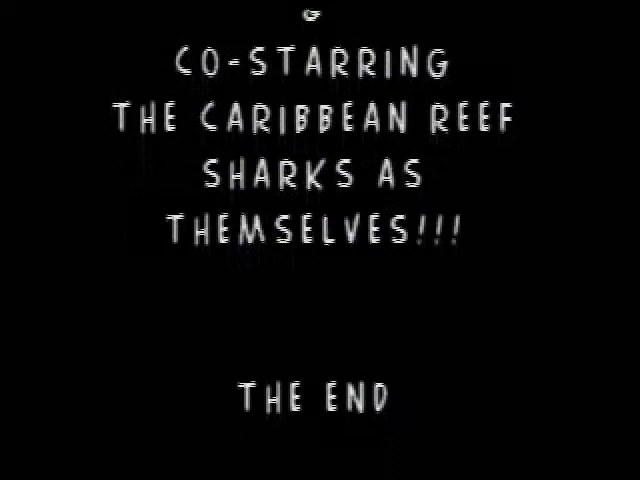 CO-STARRING
THE CARIBBEAN REEF
SHARKS AS
THEMSELVES!!!
THE END